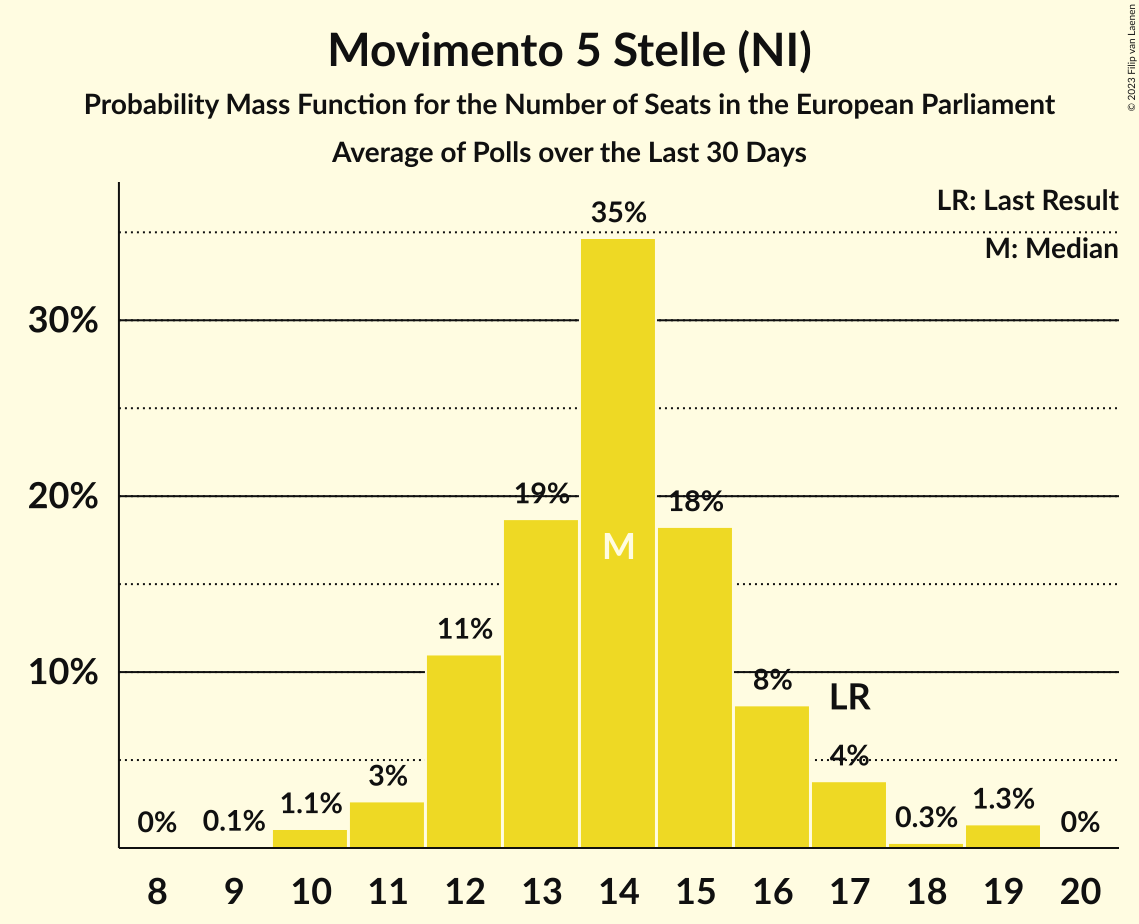 Movimento 5 Stelle (NI)
Probability Mass Function for the Number of Seats in the European Parliament
Average of Polls over the Last 30 Days
© 2023 Filip van Laenen
LR: Last Result
M: Median
30%
20%
10%
0%
0.1%
1.1%
3%
11%
19%
35%
M
18%
8%
LR
4%
0.3%
1.3%
0%
8 9 10 11 12 13 14 15 16 17 18 19 20